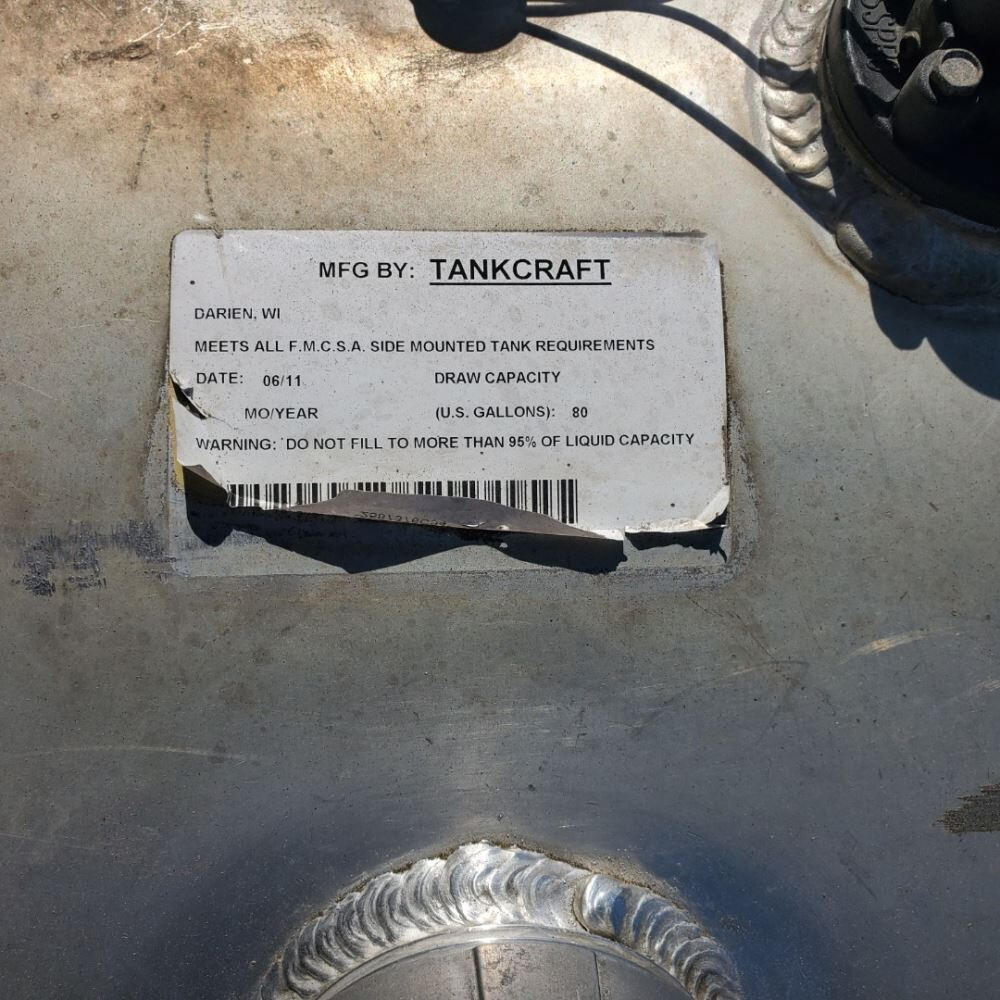 MFG BY: TANKCRAFT
DARIEN, WI
MEETS ALL F.M.C.S.A. SIDE MOUNTED TANK REQUIREMENTS
DATE: 06/11 DRAW CAPACITY
MO/YEAR (U.S. GALLONS): 80
WARNING: DO NOT FILL TO MORE THAN 95% OF LIQUID CAPACITY